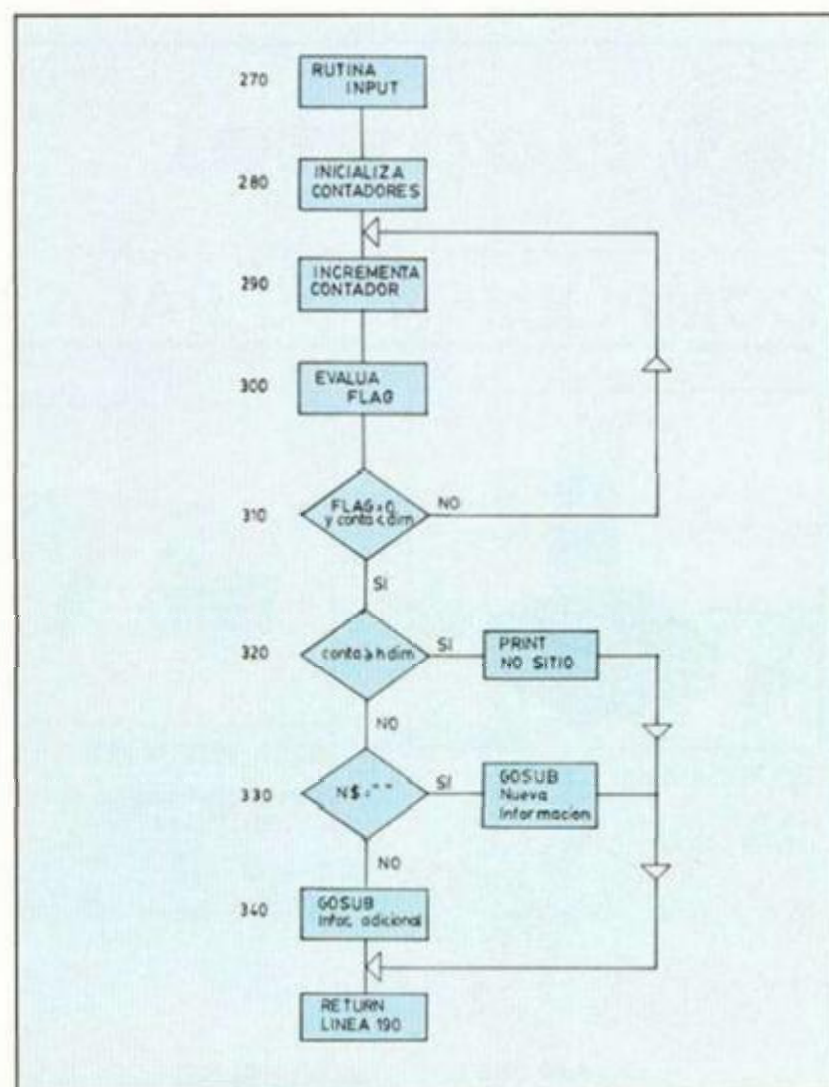 270
RUTINA
INPUT
280
INICIALIZA
CONTADORES
290
INCREMENTA
CONTADOR
300
EVALUA
FLAG
310
FLAG=0
y conta<dim
NO
SI
320
conta≥h dim
SI
PRINT
NO SITIO
NO
330
N$=" "
SI
GOSUB
Nueva
Informacion
NO
340
GOSUB
Infor. adicional
RETURN
LINEA 190